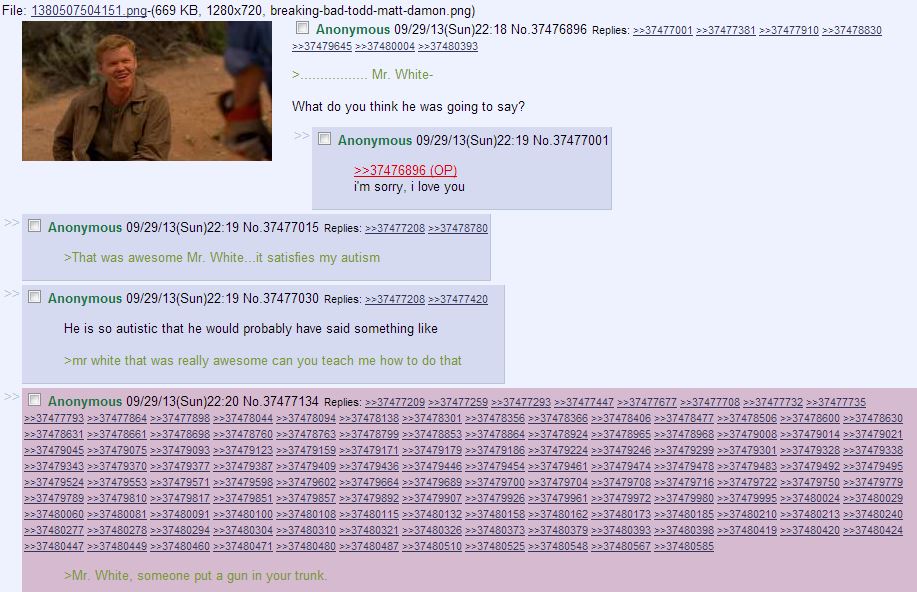 File: 1380507504151.png-(669 KB, 1280x720, breaking-bad-todd-matt-damon.png)
Anonymous 09/29/13(Sun)22:18 No.37476896 Replies: >>37477001 >>37477381 >>37477910 >>37478830
>>37479645 >>37480004 >>37480393
>................. Mr. White-
What do you think he was going to say?
>> Anonymous 09/29/13(Sun)22:19 No.37477001
>>37476896 (OP)
i'm sorry, i love you
>> Anonymous 09/29/13(Sun)22:19 No.37477015 Replies: >>37477208 >>37478780
>That was awesome Mr. White...it satisfies my autism
>> Anonymous 09/29/13(Sun)22:19 No.37477030 Replies: >>37477208 >>37477420
He is so autistic that he would probably have said something like
>mr white that was really awesome can you teach me how to do that
>> Anonymous 09/29/13(Sun)22:20 No.37477134 Replies: >>37477209 >>37477259 >>37477293 >>37477447 >>37477677 >>37477708 >>37477732 >>37477735
>>37477793 >>37477864 >>37477898 >>37478044 >>37478094 >>37478138 >>37478301 >>37478356 >>37478366 >>37478406 >>37478477 >>37478506 >>37478600 >>37478630
>>37478631 >>37478661 >>37478698 >>37478760 >>37478763 >>37478799 >>37478853 >>37478864 >>37478924 >>37478965 >>37478968 >>37479008 >>37479014 >>37479021
>>37479045 >>37479075 >>37479093 >>37479123 >>37479159 >>37479171 >>37479179 >>37479186 >>37479224 >>37479246 >>37479299 >>37479301 >>37479328 >>37479338
>>37479343 >>37479370 >>37479377 >>37479387 >>37479409 >>37479436 >>37479446 >>37479454 >>37479461 >>37479474 >>37479478 >>37479483 >>37479492 >>37479495
>>37479524 >>37479553 >>37479571 >>37479598 >>37479602 >>37479664 >>37479689 >>37479700 >>37479704 >>37479708 >>37479716 >>37479722 >>37479750 >>37479779
>>37479789 >>37479810 >>37479817 >>37479851 >>37479857 >>37479892 >>37479907 >>37479926 >>37479961 >>37479972 >>37479980 >>37479995 >>37480024 >>37480029
>>37480060 >>37480081 >>37480091 >>37480100 >>37480108 >>37480115 >>37480132 >>37480158 >>37480162 >>37480173 >>37480185 >>37480210 >>37480213 >>37480240
>>37480277 >>37480278 >>37480294 >>37480304 >>37480310 >>37480321 >>37480326 >>37480373 >>37480379 >>37480393 >>37480398 >>37480419 >>37480420 >>37480424
>>37480447 >>37480449 >>37480460 >>37480471 >>37480480 >>37480487 >>37480510 >>37480525 >>37480548 >>37480567 >>37480585
>Mr. White, someone put a gun in your trunk.